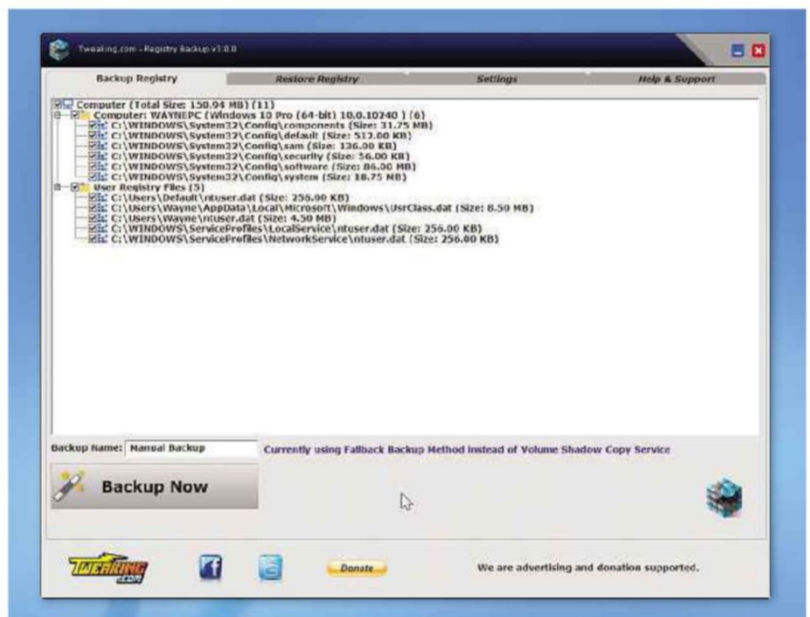 Tweaking.com - Registry Backup v3.0.0
Backup Registry Restore Registry Settings Help & Support
Computer (Total Size: 150.94 MB) (11)
Computer: WAYNEPC (Windows 10 Pro (64-bit) 10.0.10240 ) (6)
C:\WINDOWS\System32\Config\components (Size: 31.75 MB)
C:\WINDOWS\System32\Config\default (Size: 512.00 KB)
C:\WINDOWS\System32\Config\sam (Size: 136.00 KB)
C:\WINDOWS\System32\Config\security (Size: 56.00 KB)
C:\WINDOWS\System32\Config\software (Size: 86.00 MB)
C:\WINDOWS\System32\Config\system (Size: 18.75 MB)
User Registry Files (5)
C:\Users\Default\ntuser.dat (Size: 256.00 KB)
C:\Users\Wayne\AppData\Local\Microsoft\Windows\UsrClass.dat (Size: 8.50 MB)
C:\Users\Wayne\ntuser.dat (Size: 4.50 MB)
C:\WINDOWS\ServiceProfiles\LocalService\ntuser.dat (Size: 256.00 KB)
C:\WINDOWS\ServiceProfiles\NetworkService\ntuser.dat (Size: 256.00 KB)
Backup Name: Manual Backup Currently using Fallback Backup Method instead of Volume Shadow Copy Service
Backup Now
TWEAKING.COM f Donate We are advertising and donation supported.